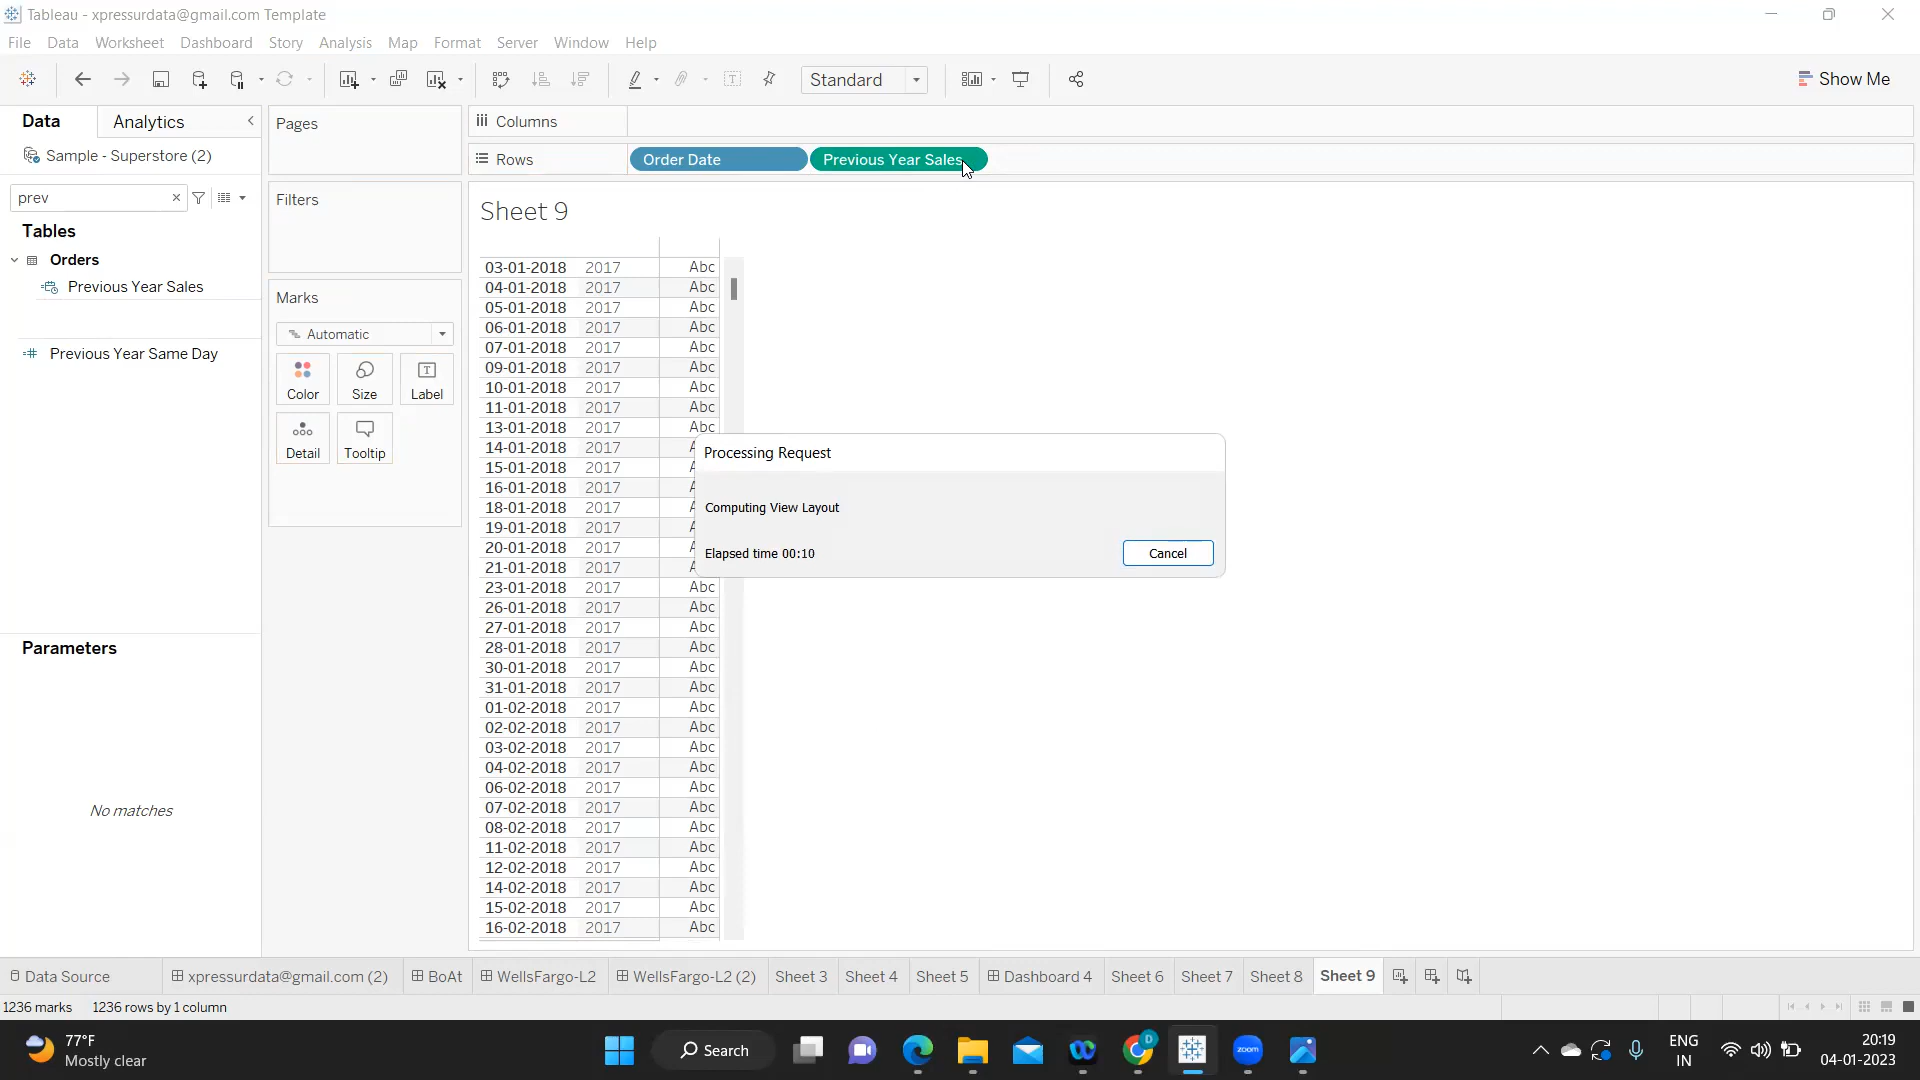 Tableau - xpressurdata@gmail.com Template
File Data Worksheet Dashboard Story Analysis Map Format Server Window Help
Standard
Show Me
Data
Analytics
Sample - Superstore (2)
prev
Tables
Orders
Previous Year Sales
Previous Year Same Day
Parameters
No matches
Pages
Filters
Marks
Automatic
Color
Size
Label
Detail
Tooltip
Columns
Rows
Order Date
Previous Year Sales
Sheet 9
03-01-2018 2017 Abc
04-01-2018 2017 Abc
05-01-2018 2017 Abc
06-01-2018 2017 Abc
07-01-2018 2017 Abc
09-01-2018 2017 Abc
10-01-2018 2017 Abc
11-01-2018 2017 Abc
13-01-2018 2017 Abc
14-01-2018 2017
15-01-2018 2017
16-01-2018 2017
18-01-2018 2017
19-01-2018 2017
20-01-2018 2017
21-01-2018 2017
23-01-2018 2017 Abc
26-01-2018 2017 Abc
27-01-2018 2017 Abc
28-01-2018 2017 Abc
30-01-2018 2017 Abc
31-01-2018 2017 Abc
01-02-2018 2017 Abc
02-02-2018 2017 Abc
03-02-2018 2017 Abc
04-02-2018 2017 Abc
06-02-2018 2017 Abc
07-02-2018 2017 Abc
08-02-2018 2017 Abc
11-02-2018 2017 Abc
12-02-2018 2017 Abc
14-02-2018 2017 Abc
15-02-2018 2017 Abc
16-02-2018 2017 Abc
Processing Request
Computing View Layout
Elapsed time 00:10
Cancel
Data Source
xpressurdata@gmail.com (2)
BoAt
WellsFargo-L2
WellsFargo-L2 (2)
Sheet 3
Sheet 4
Sheet 5
Dashboard 4
Sheet 6
Sheet 7
Sheet 8
Sheet 9
1236 marks 1236 rows by 1 column
77°F
Mostly clear
Search
D
zoom
ENG
IN
20:19
04-01-2023